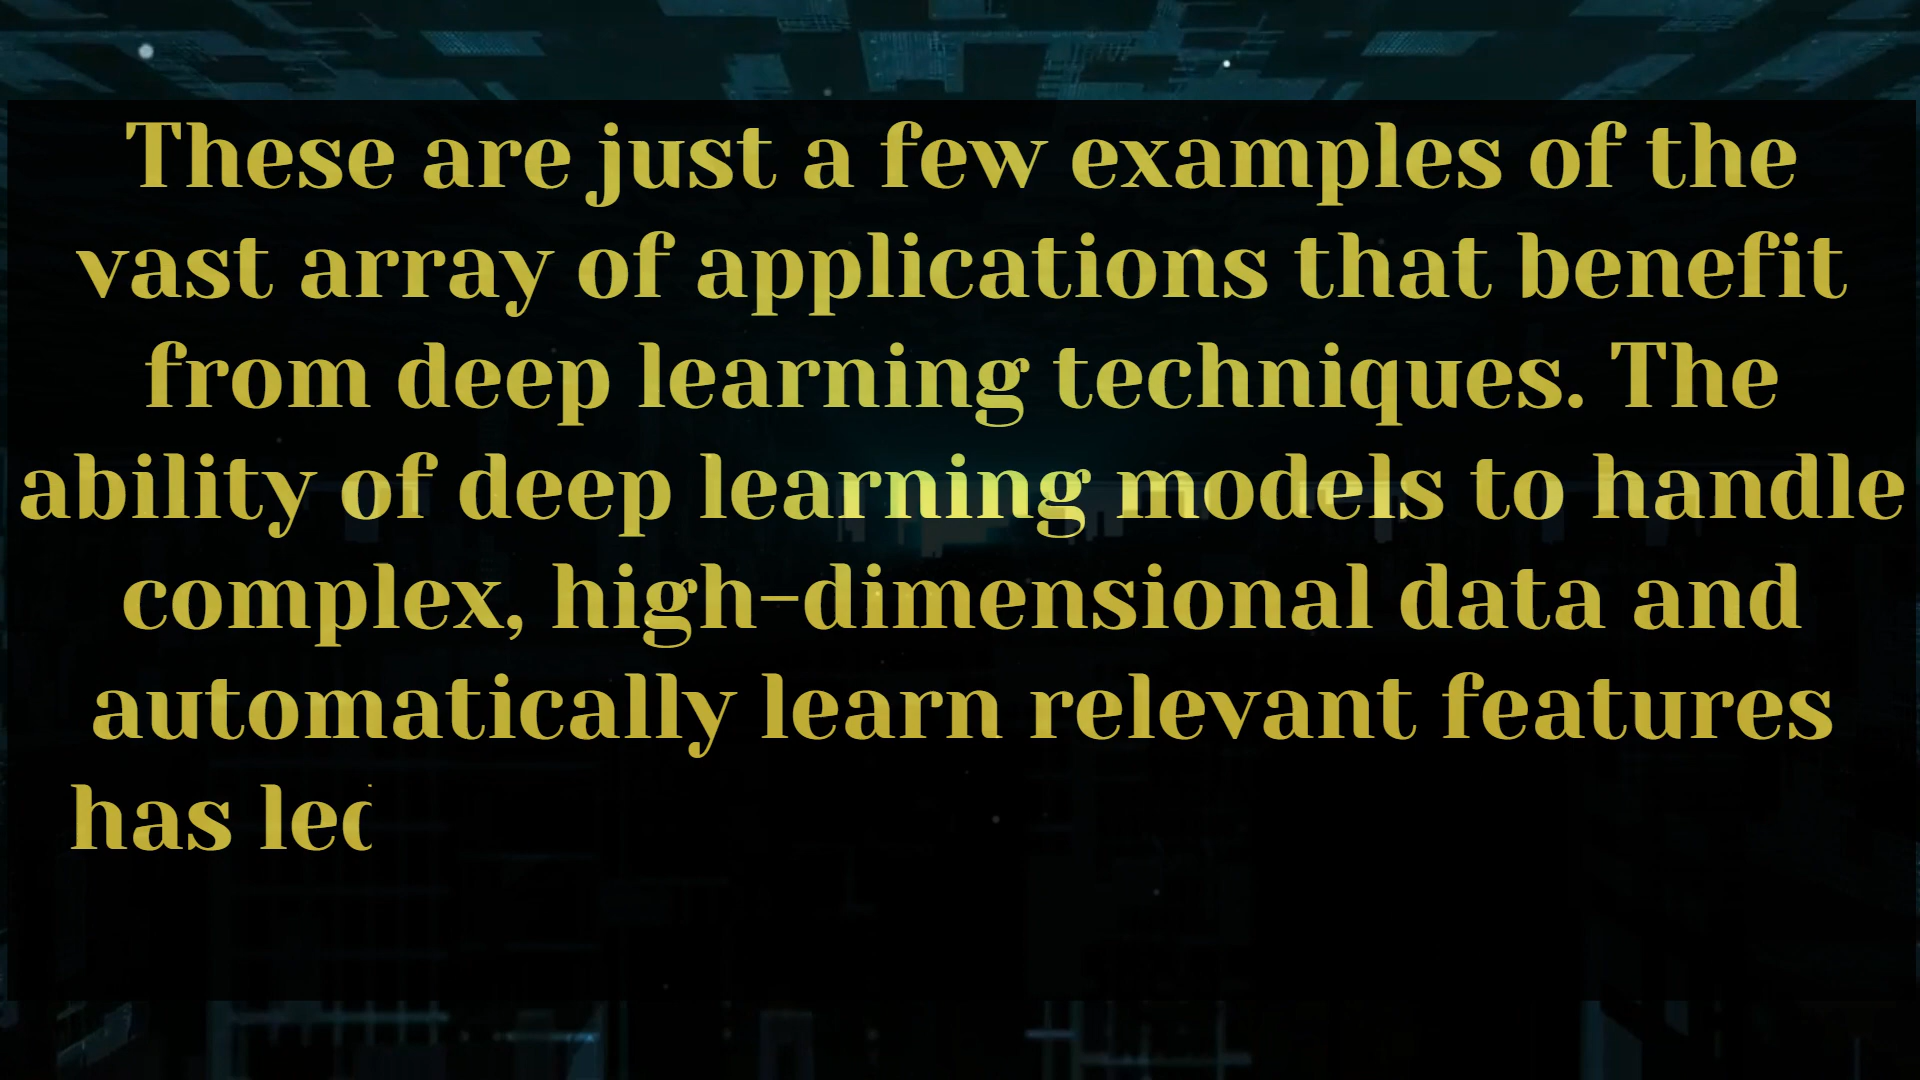 These are just a few examples of the
vast array of applications that benefit
from deep learning techniques. The
ability of deep learning models to handle
complex, high-dimensional data and
automatically learn relevant features
has